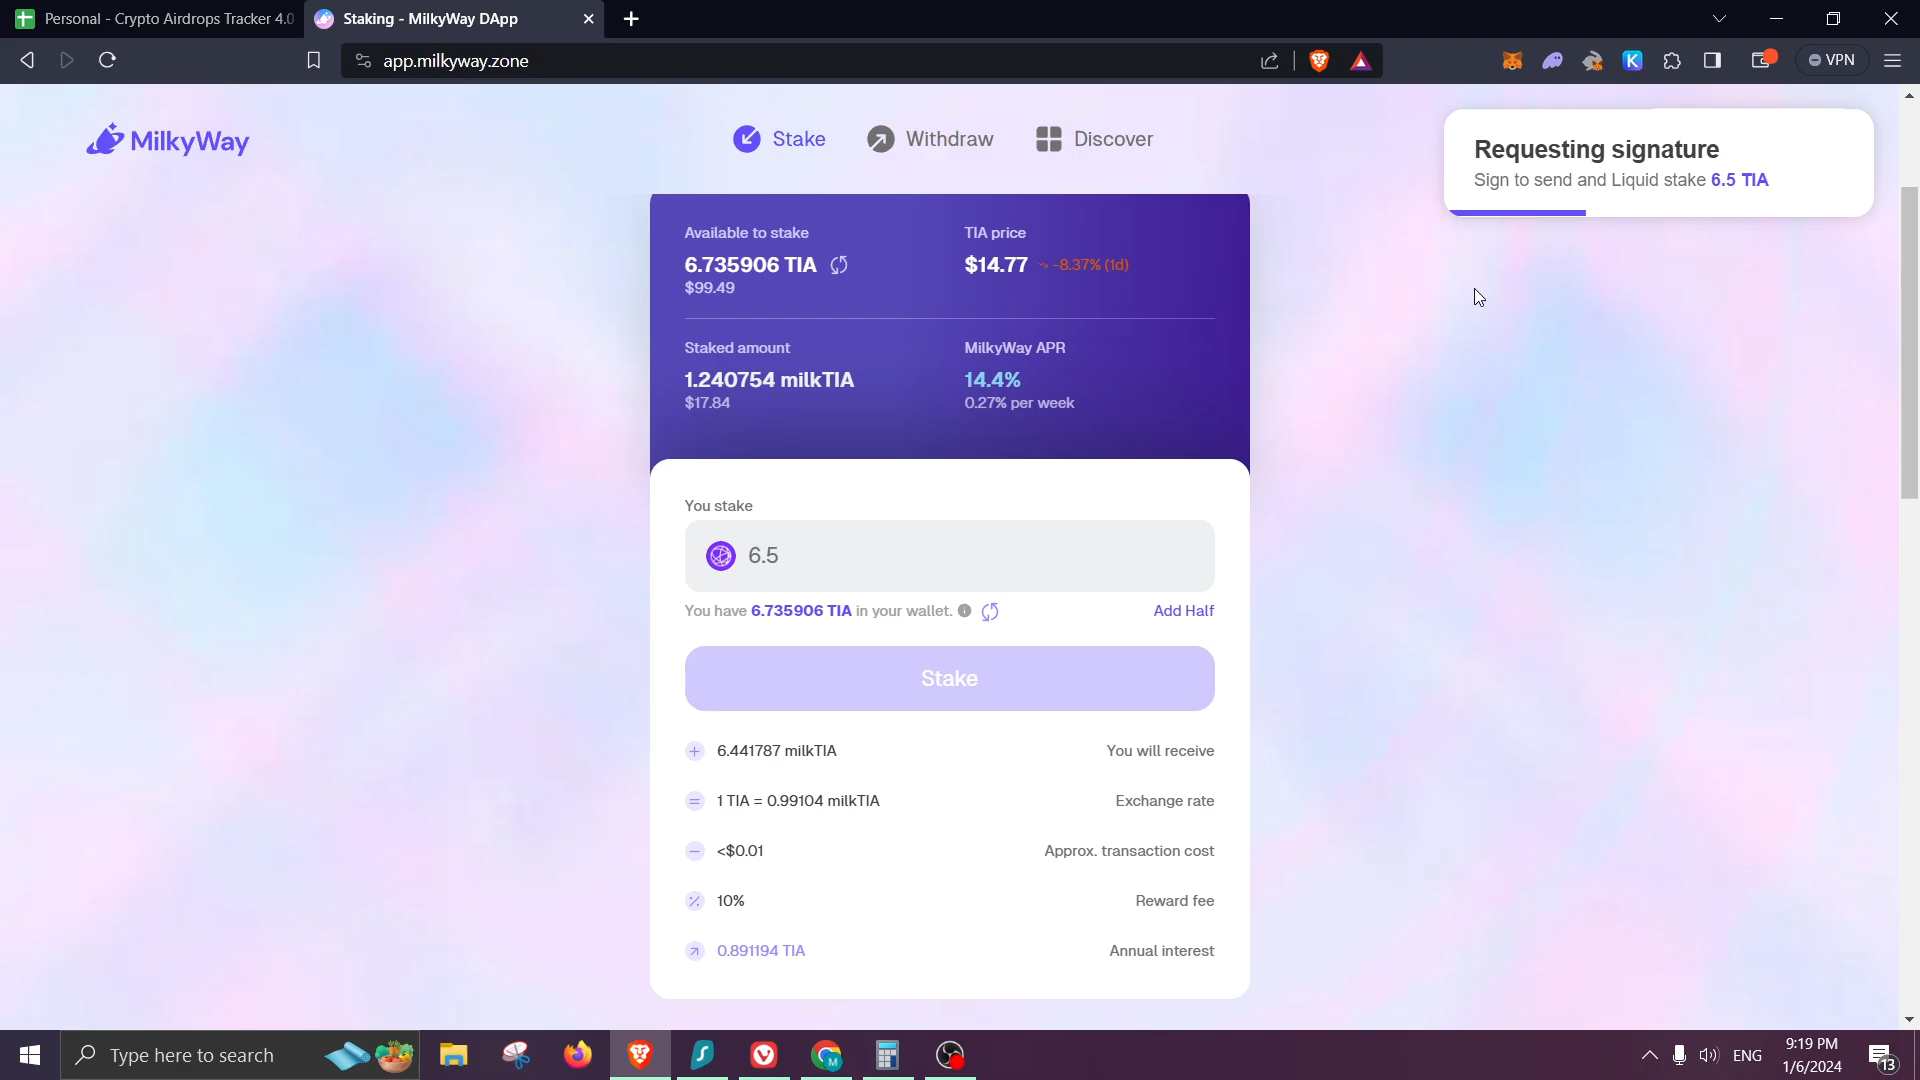 Personal - Crypto Airdrops Tracker 4.0
Staking - MilkyWay DApp
app.milkyway.zone
K
VPN
MilkyWay
Stake
Withdraw
Discover
Requesting signature
Sign to send and Liquid stake 6.5 TIA
Available to stake
6.735906 TIA
$99.49
TIA price
$14.77 -8.37% (1d)
Staked amount
1.240754 milkTIA
$17.84
MilkyWay APR
14.4%
0.27% per week
You stake
6.5
You have 6.735906 TIA in your wallet.
Add Half
Stake
6.441787 milkTIA
You will receive
1 TIA = 0.99104 milkTIA
Exchange rate
<$0.01
Approx. transaction cost
10%
Reward fee
0.891194 TIA
Annual interest
Type here to search
M
ENG
9:19 PM
1/6/2024
13